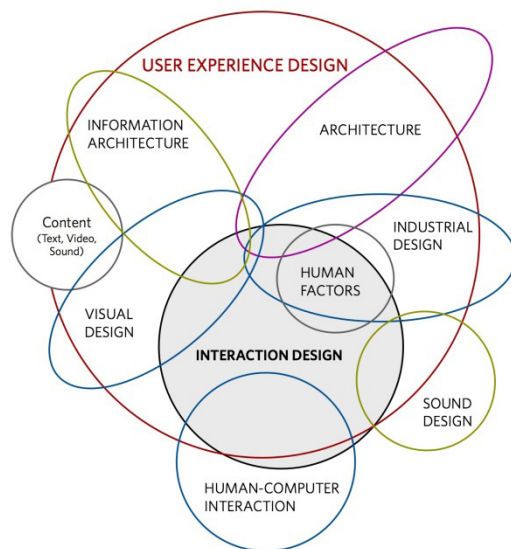 USER EXPERIENCE DESIGN
INFORMATION
ARCHITECTURE
ARCHITECTURE
Content
(Text, Video,
Sound)
INDUSTRIAL
DESIGN
HUMAN
FACTORS
VISUAL
DESIGN
INTERACTION DESIGN
SOUND
DESIGN
HUMAN-COMPUTER
INTERACTION